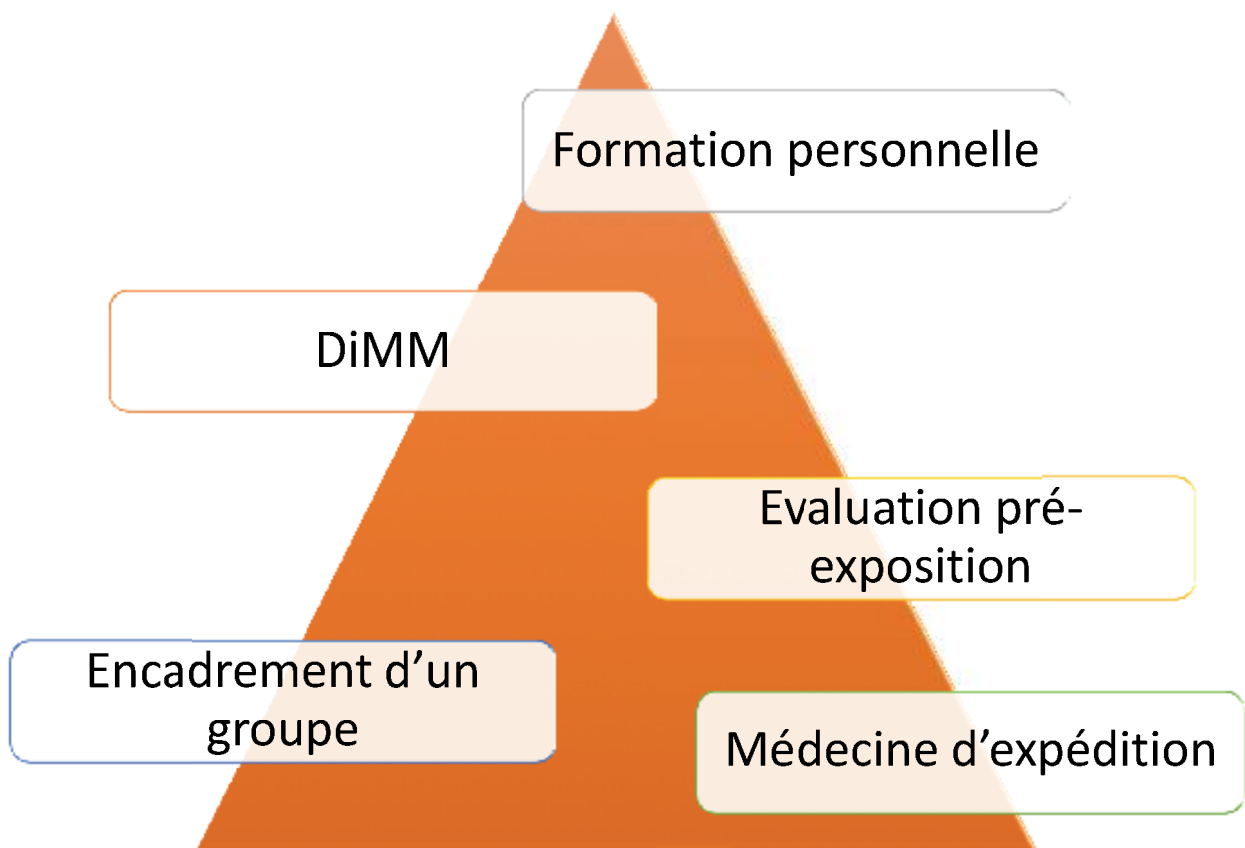 Formation personnelle
DiMM
Evaluation pré-
exposition
Encadrement d’un
groupe
Médecine d’expédition